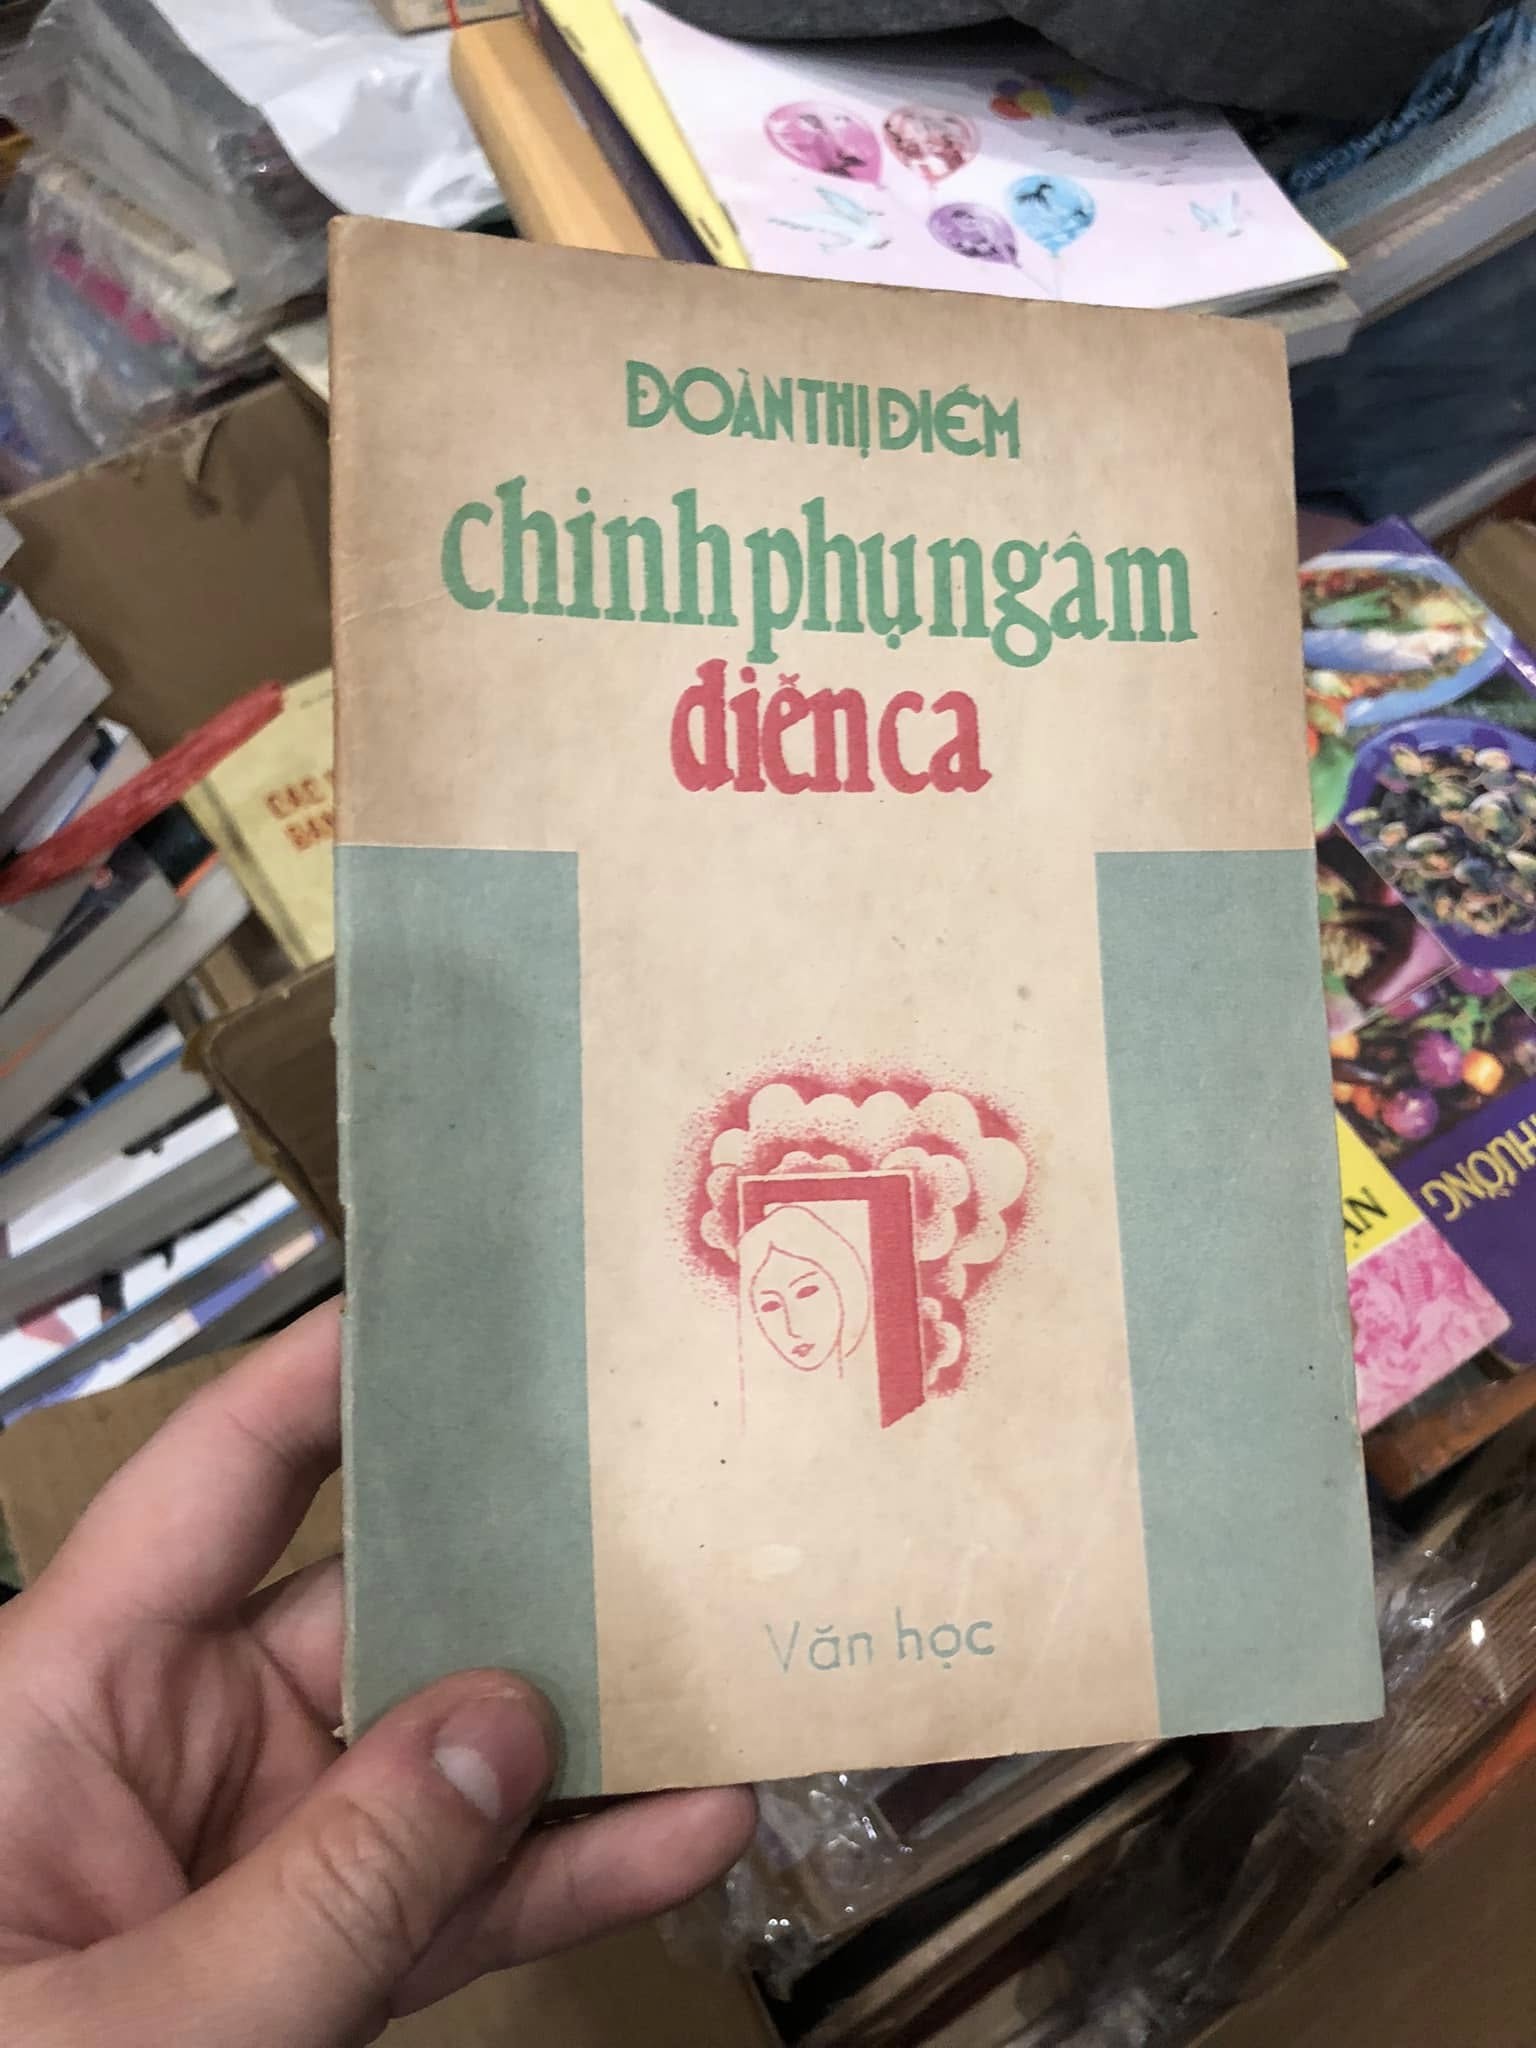 ĐOÀN THỊ ĐIỂM
chinh phụ ngâm
diễn ca
Văn học